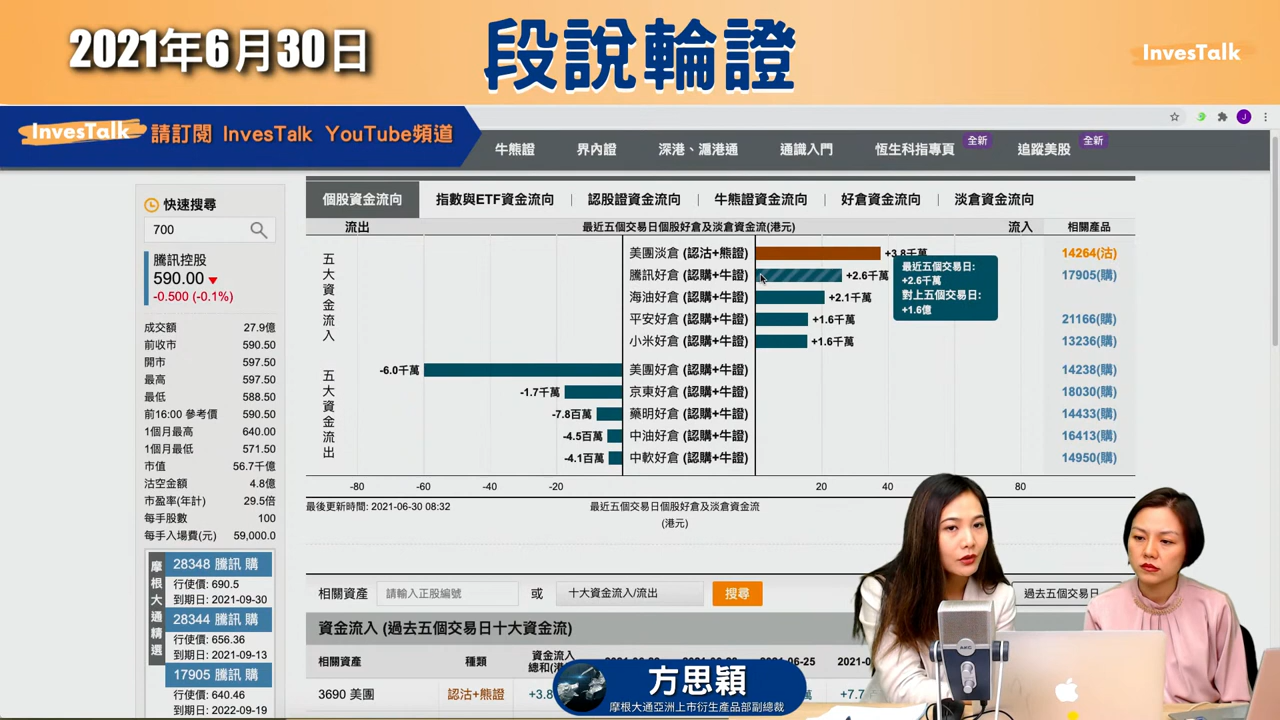 2021年6月30日
段說輪證
InvesTalk
InvesTalk 請訂閱 InvesTalk YouTube頻道
牛熊證
界內證
深港、滬港通
通識入門
恆生科指專頁
全新
追蹤美股
全新
J
快速搜尋
700
騰訊控股
590.00
-0.500 (-0.1%)
成交額 27.9億
前收市 590.50
開市 597.50
最高 597.50
最低 588.50
前16:00 參考價 590.50
1個月最高 640.00
1個月最低 571.50
市值 56.7千億
沽空金額 4.8億
市盈率(年計) 29.5倍
每手股數 100
每手入場費(元) 59,000.0
摩根大通精選
28348 騰訊 購
行使價: 690.5
到期日: 2021-09-30
28344 騰訊 購
行使價: 656.36
到期日: 2021-09-13
17905 騰訊 購
行使價: 640.46
到期日: 2022-09-19
個股資金流向
指數與ETF資金流向
認股證資金流向
牛熊證資金流向
好倉資金流向
淡倉資金流向
流出
最近五個交易日個股好倉及淡倉資金流(港元)
流入
相關產品
五大資金流入
美團淡倉 (認沽+熊證) +3.8千萬 14264(沽)
騰訊好倉 (認購+牛證) +2.6千萬 17905(購)
海油好倉 (認購+牛證) +2.1千萬
平安好倉 (認購+牛證) +1.6千萬 21166(購)
小米好倉 (認購+牛證) +1.6千萬 13236(購)
最近五個交易日:
+2.6千萬
對上五個交易日:
+1.6億
五大資金流出
-6.0千萬 美團好倉 (認購+牛證) 14238(購)
-1.7千萬 京東好倉 (認購+牛證) 18030(購)
-7.8百萬 藥明好倉 (認購+牛證) 14433(購)
-4.5百萬 中油好倉 (認購+牛證) 16413(購)
-4.1百萬 中軟好倉 (認購+牛證) 14950(購)
-80 -60 -40 -20 20 40 80
最後更新時間: 2021-06-30 08:32
最近五個交易日個股好倉及淡倉資金流
(港元)
相關資產
請輸入正股編號
或
十大資金流入/流出
搜尋
過去五個交易日
資金流入 (過去五個交易日十大資金流)
相關資產
種類
資金流入
3690 美團
認沽+熊證
+3.8
+7.7
方思穎
摩根大通亞洲上市衍生產品部副總裁
AKG